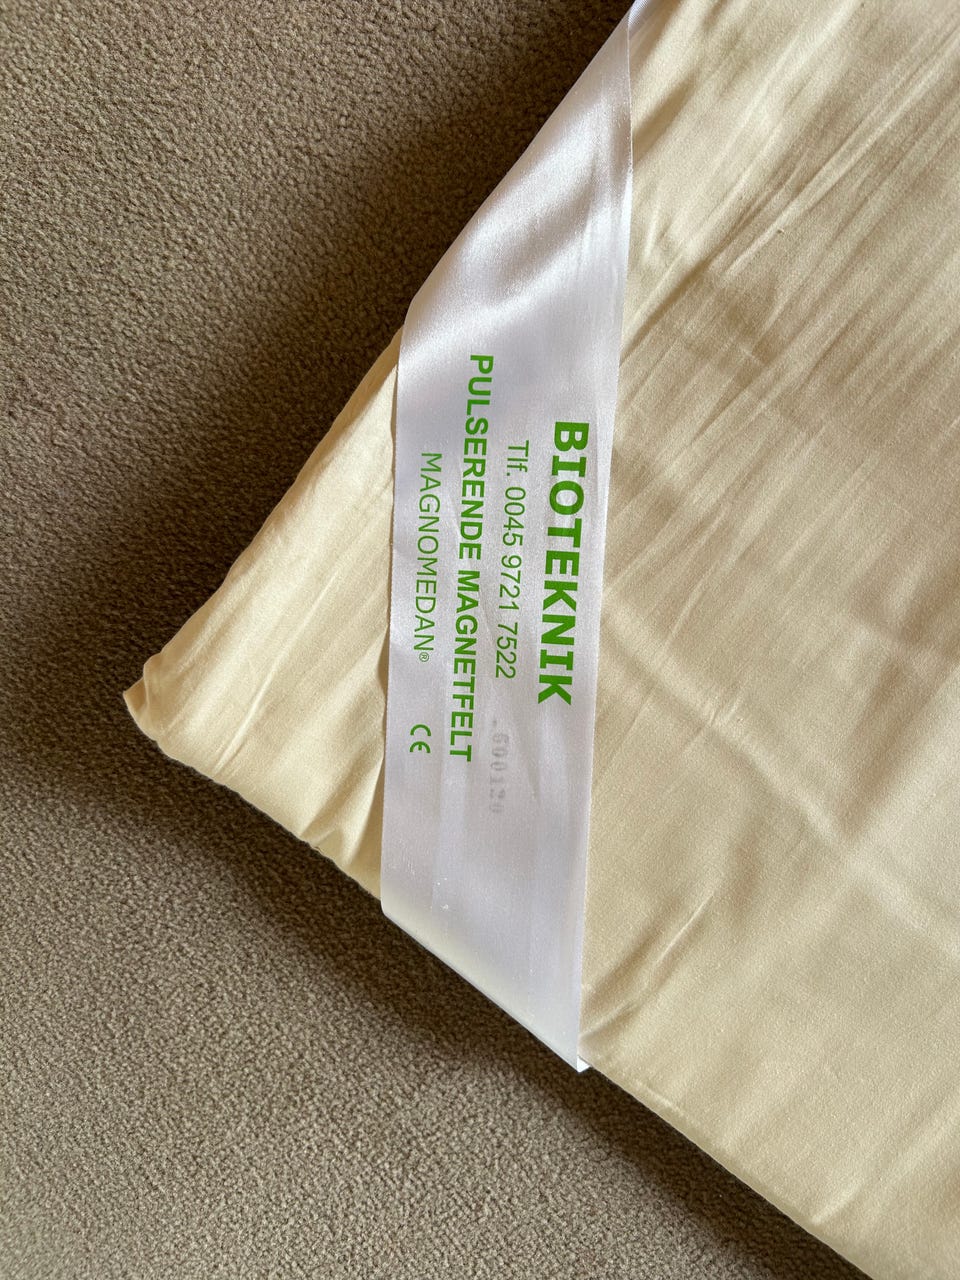 BIOTEKNIK
Tlf. 0045 9721 7522
PULSERENDE MAGNETFELT
MAGNOMEDAN®
CE